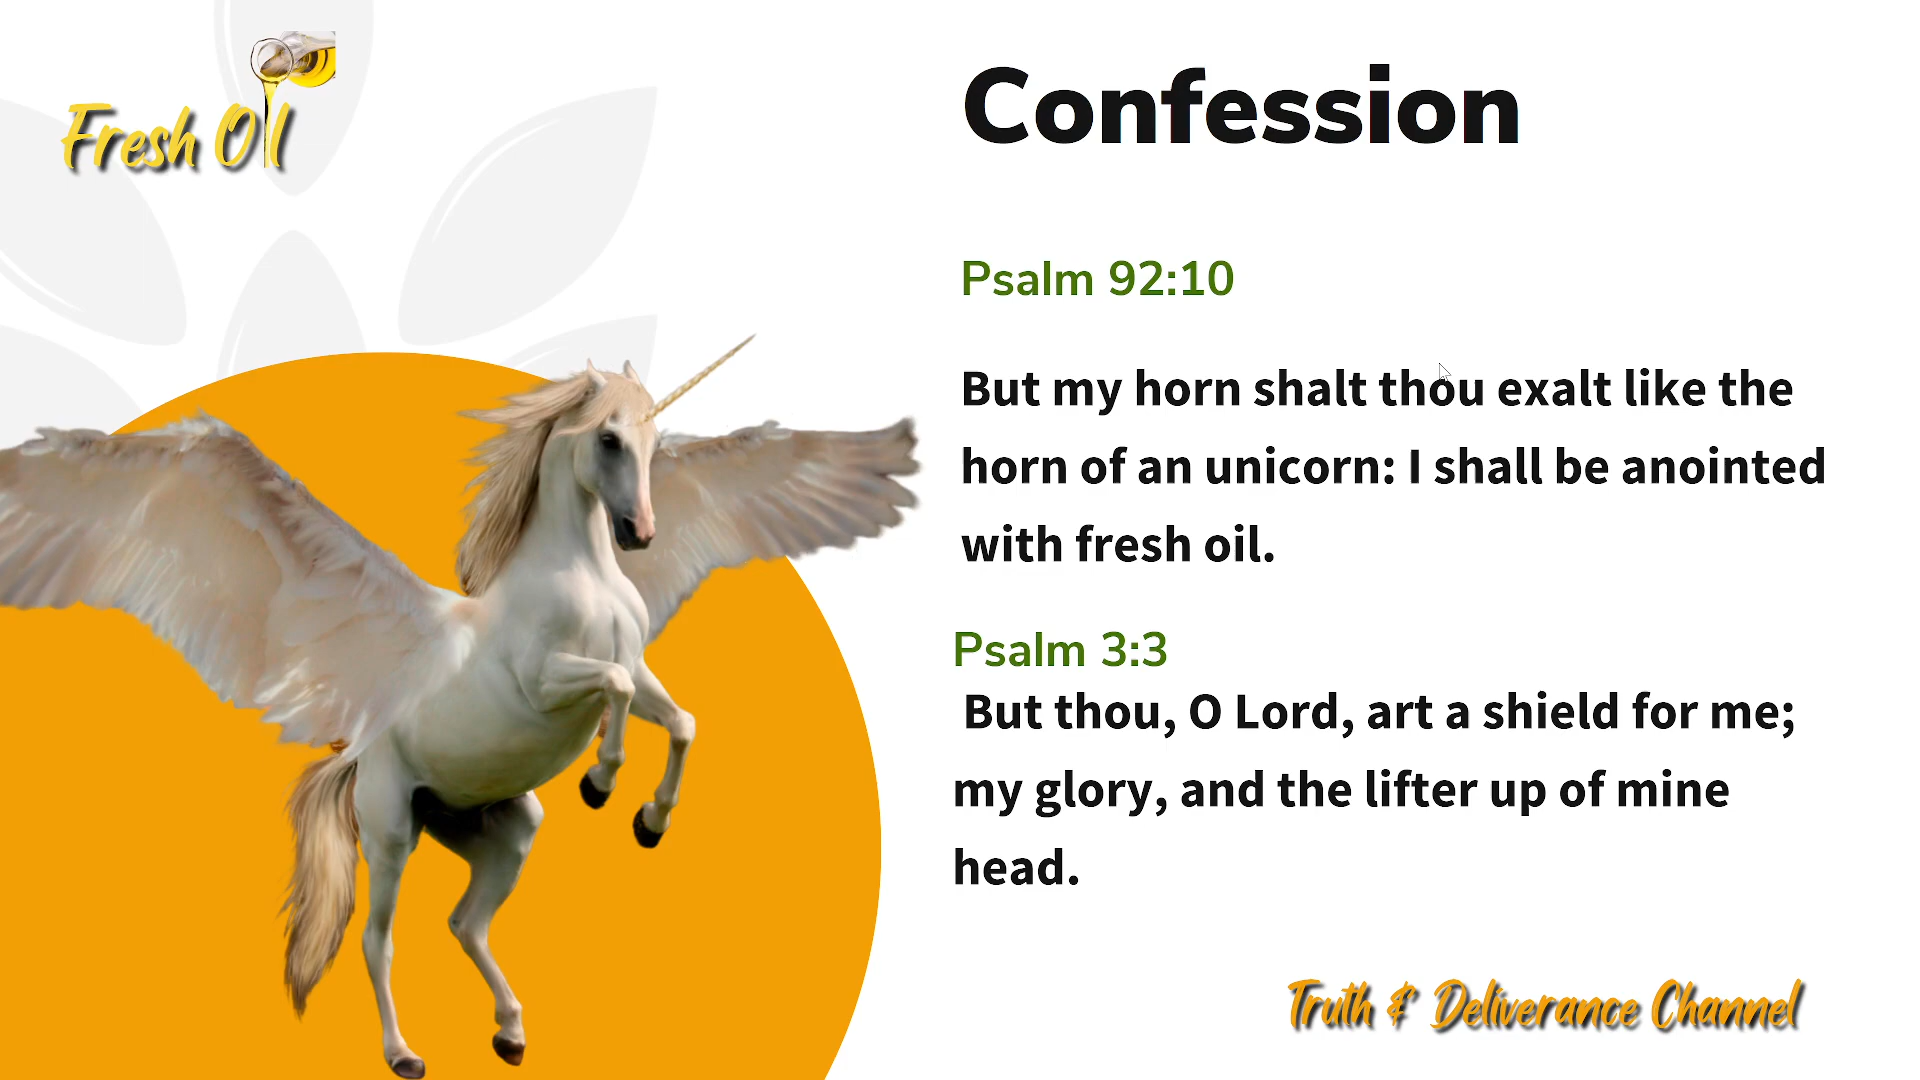 Fresh Oil
Confession
Psalm 92:10
But my horn shalt thou exalt like the
horn of an unicorn: I shall be anointed
with fresh oil.
Psalm 3:3
But thou, O Lord, art a shield for me;
my glory, and the lifter up of mine
head.
Truth & Deliverance Channel